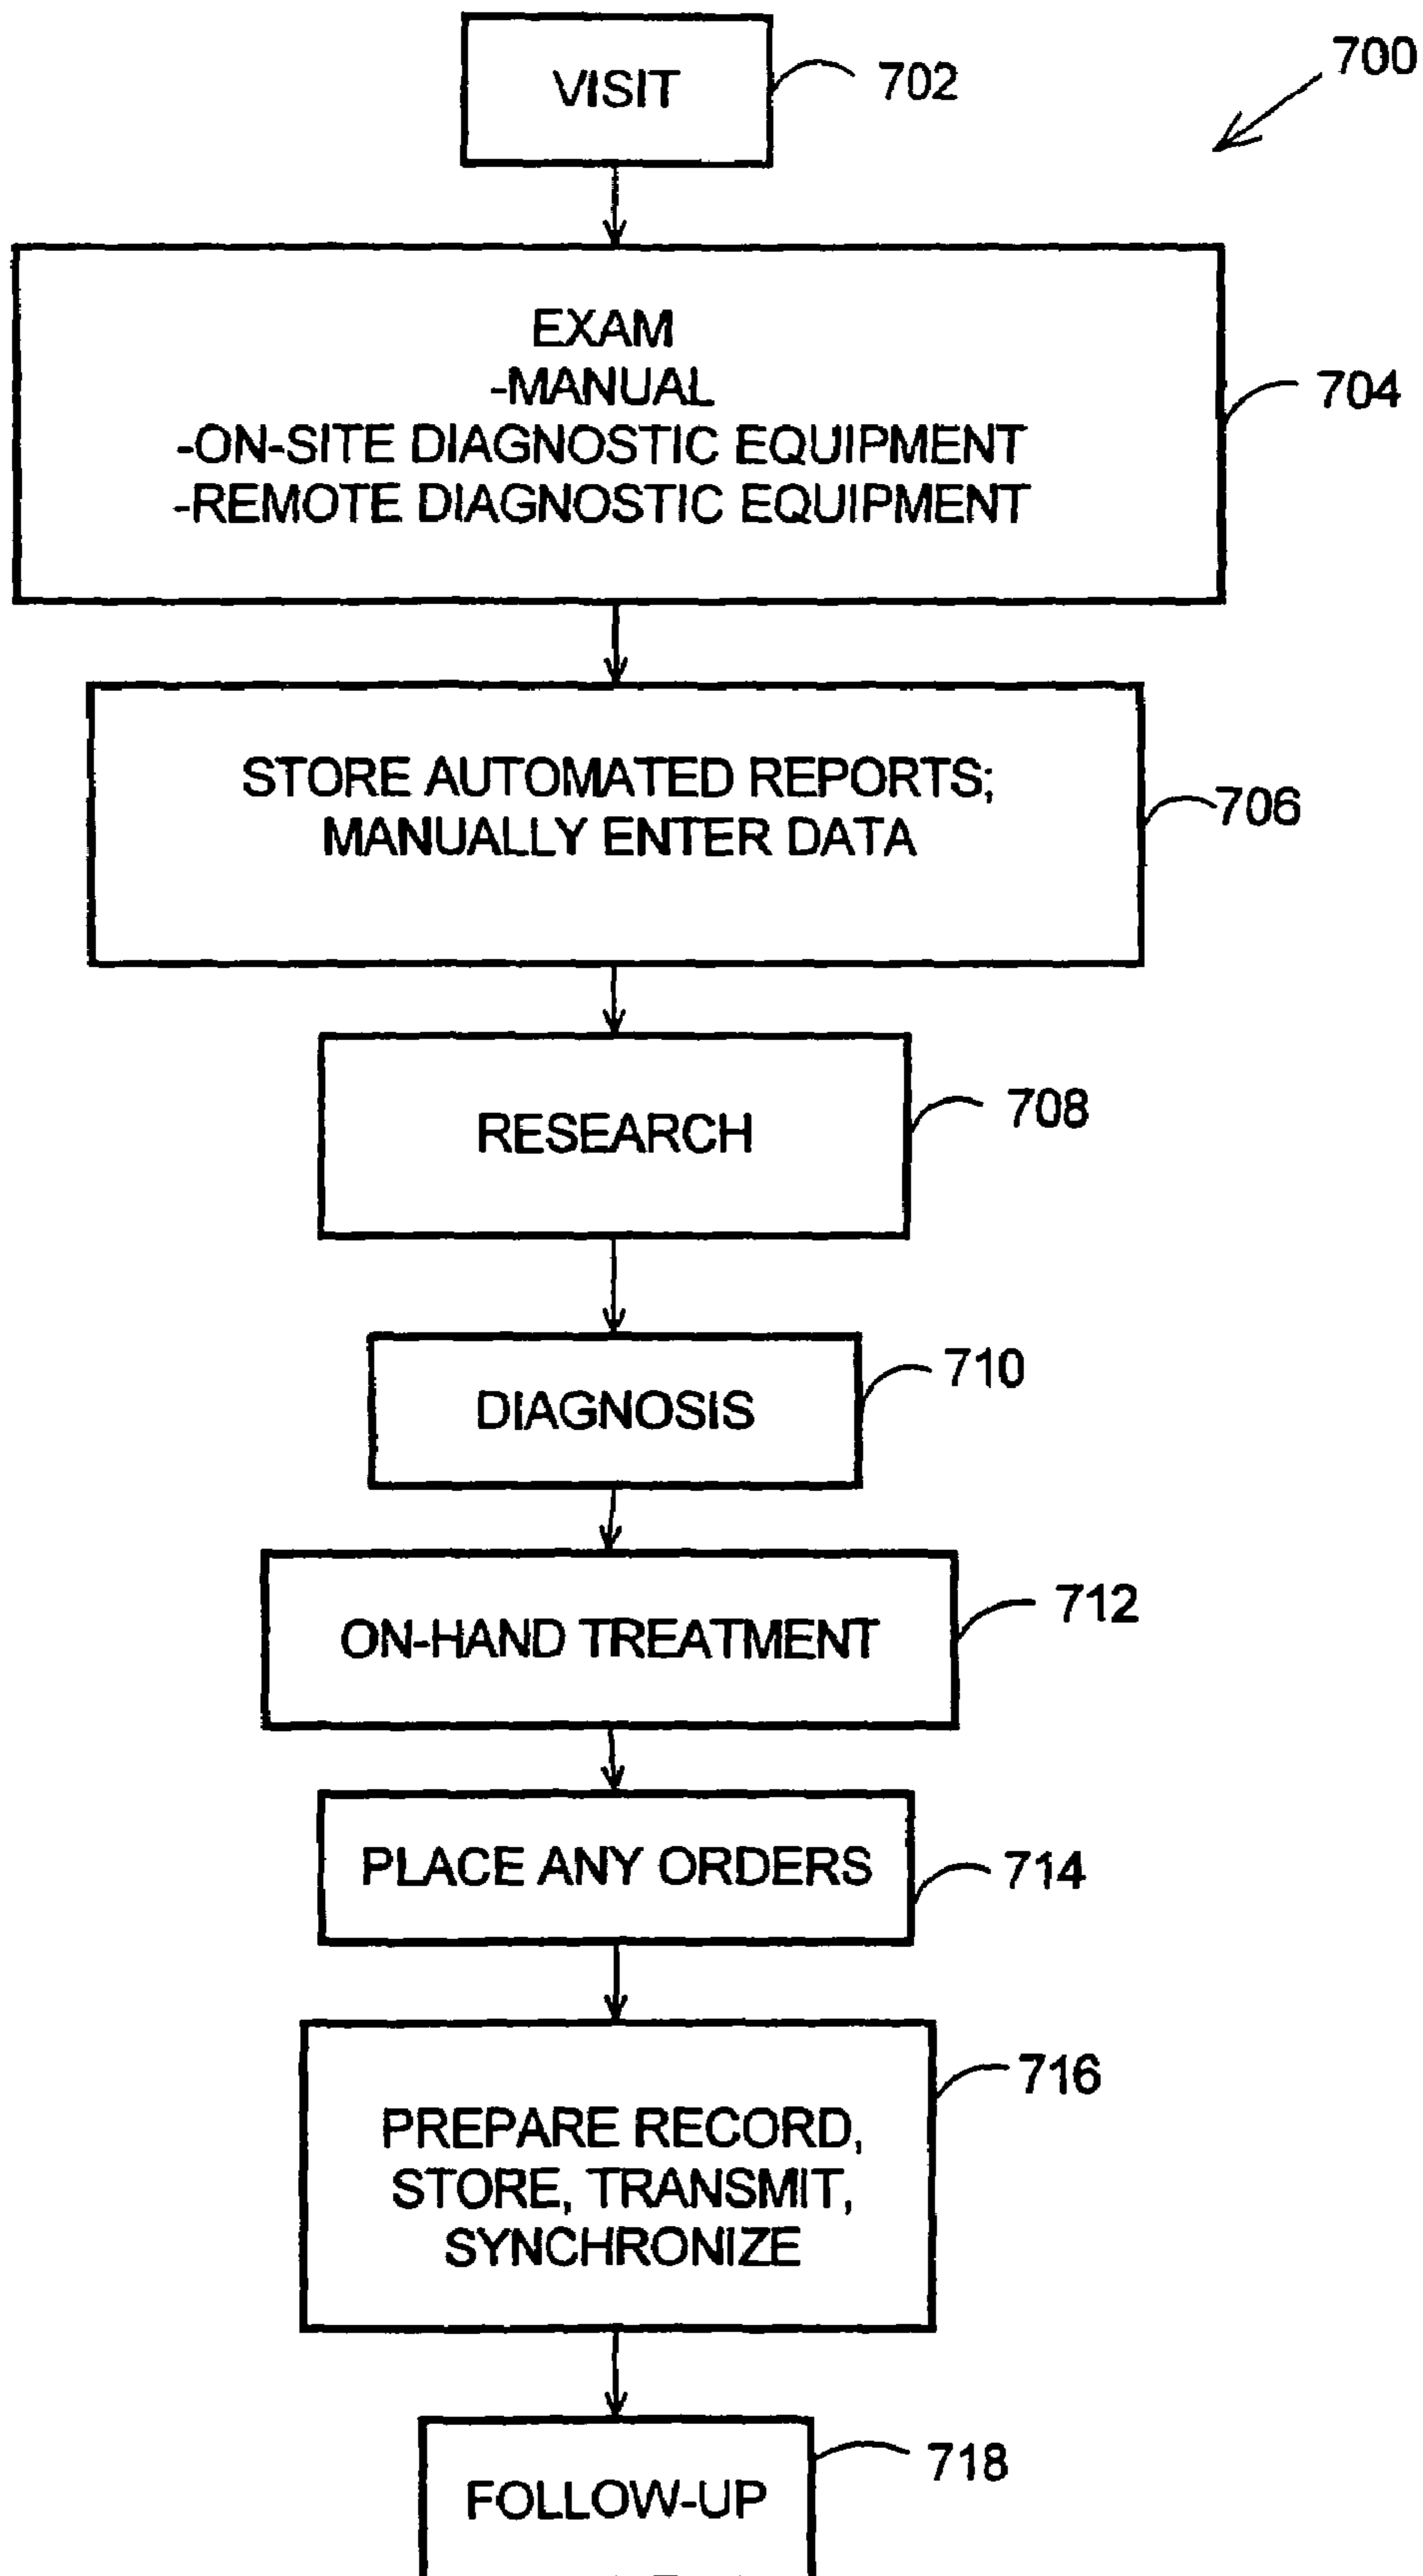 700
VISIT
702
EXAM
-MANUAL
-ON-SITE DIAGNOSTIC EQUIPMENT
-REMOTE DIAGNOSTIC EQUIPMENT
704
STORE AUTOMATED REPORTS;
MANUALLY ENTER DATA
706
RESEARCH
708
DIAGNOSIS
710
ON-HAND TREATMENT
712
PLACE ANY ORDERS
714
PREPARE RECORD,
STORE, TRANSMIT,
SYNCHRONIZE
716
FOLLOW-UP
718